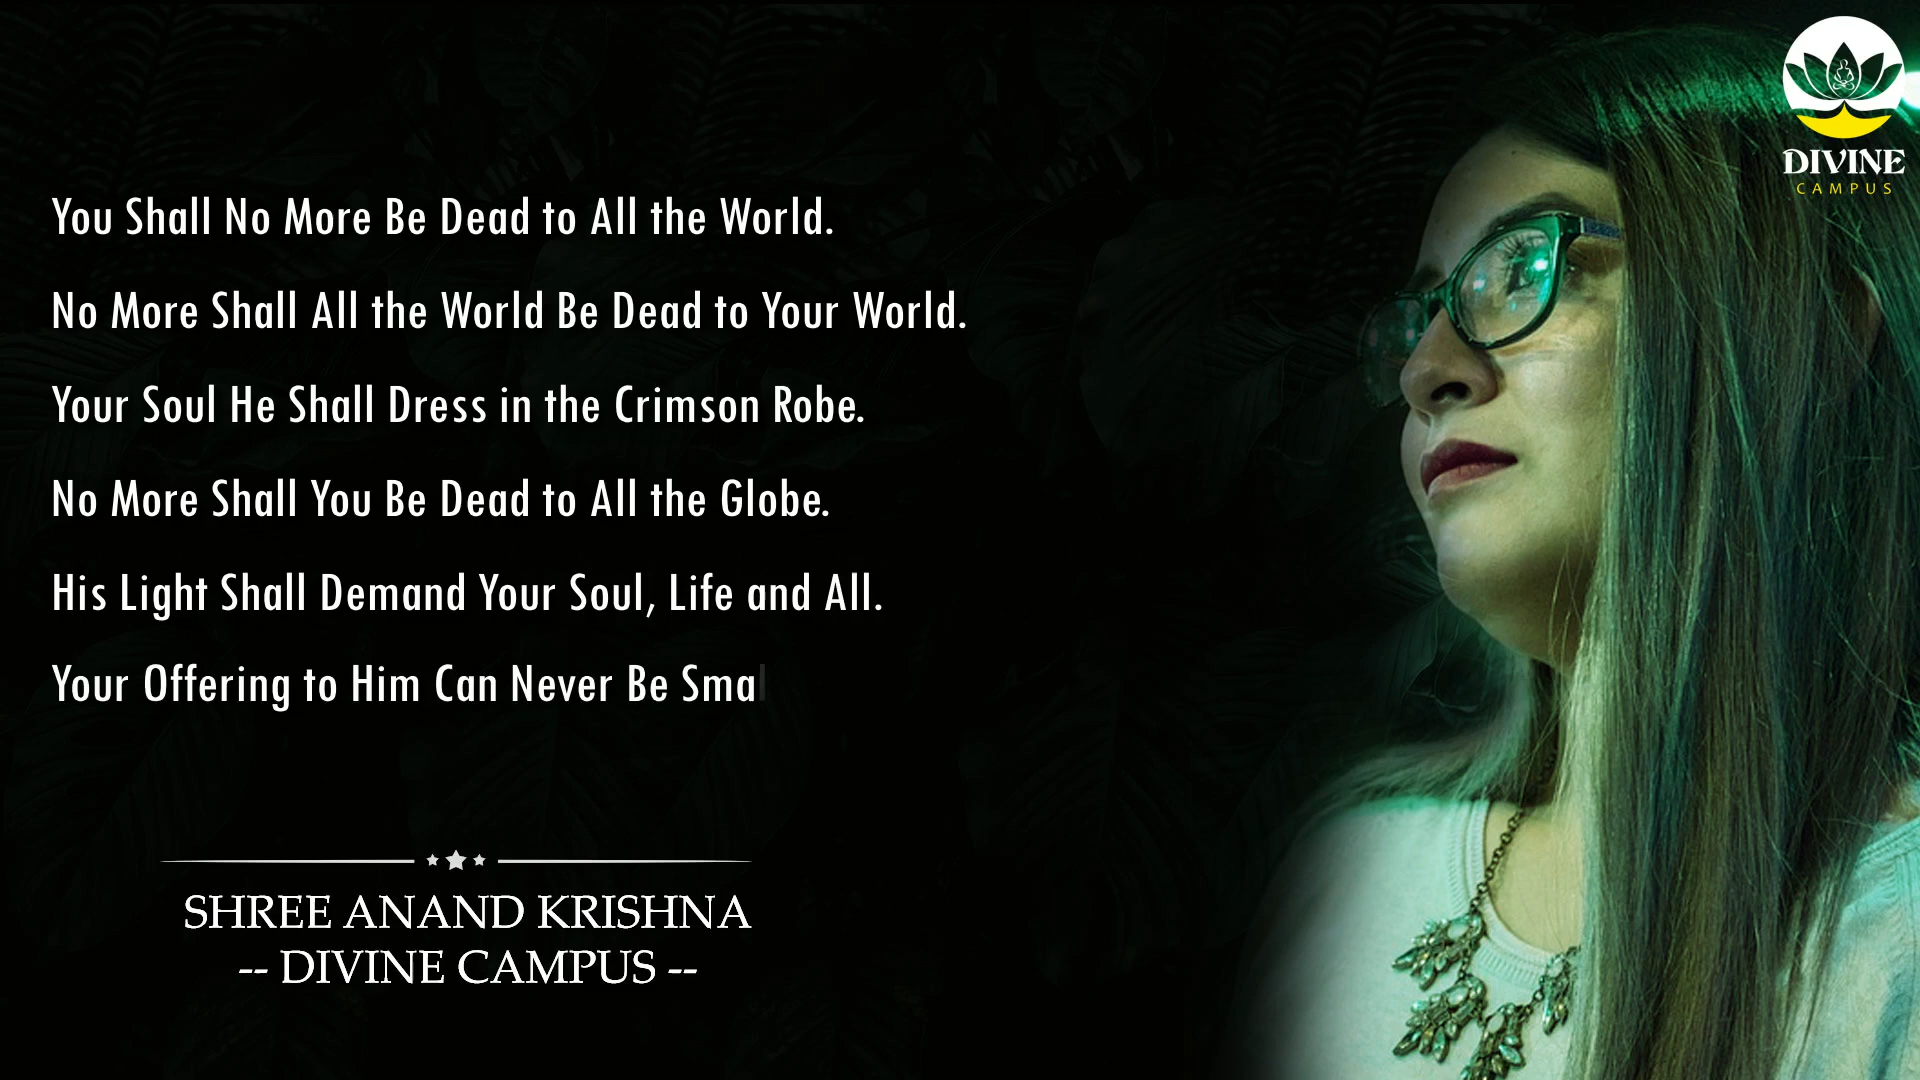 You Shall No More Be Dead to All the World.
No More Shall All the World Be Dead to Your World.
Your Soul He Shall Dress in the Crimson Robe.
No More Shall You Be Dead to All the Globe.
His Light Shall Demand Your Soul, Life and All.
Your Offering to Him Can Never Be Smal
SHREE ANAND KRISHNA
-- DIVINE CAMPUS --
DIVINE
CAMPUS